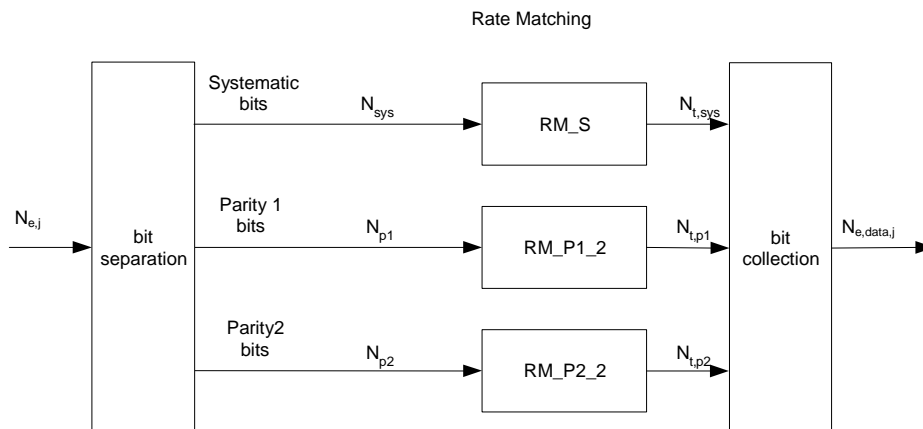 Rate Matching
Systematic
bits
N_sys
RM_S
N_t,sys
N_e,j
bit
separation
Parity 1
bits
N_p1
RM_P1_2
N_t,p1
bit
collection
N_e,data,j
Parity2
bits
N_p2
RM_P2_2
N_t,p2